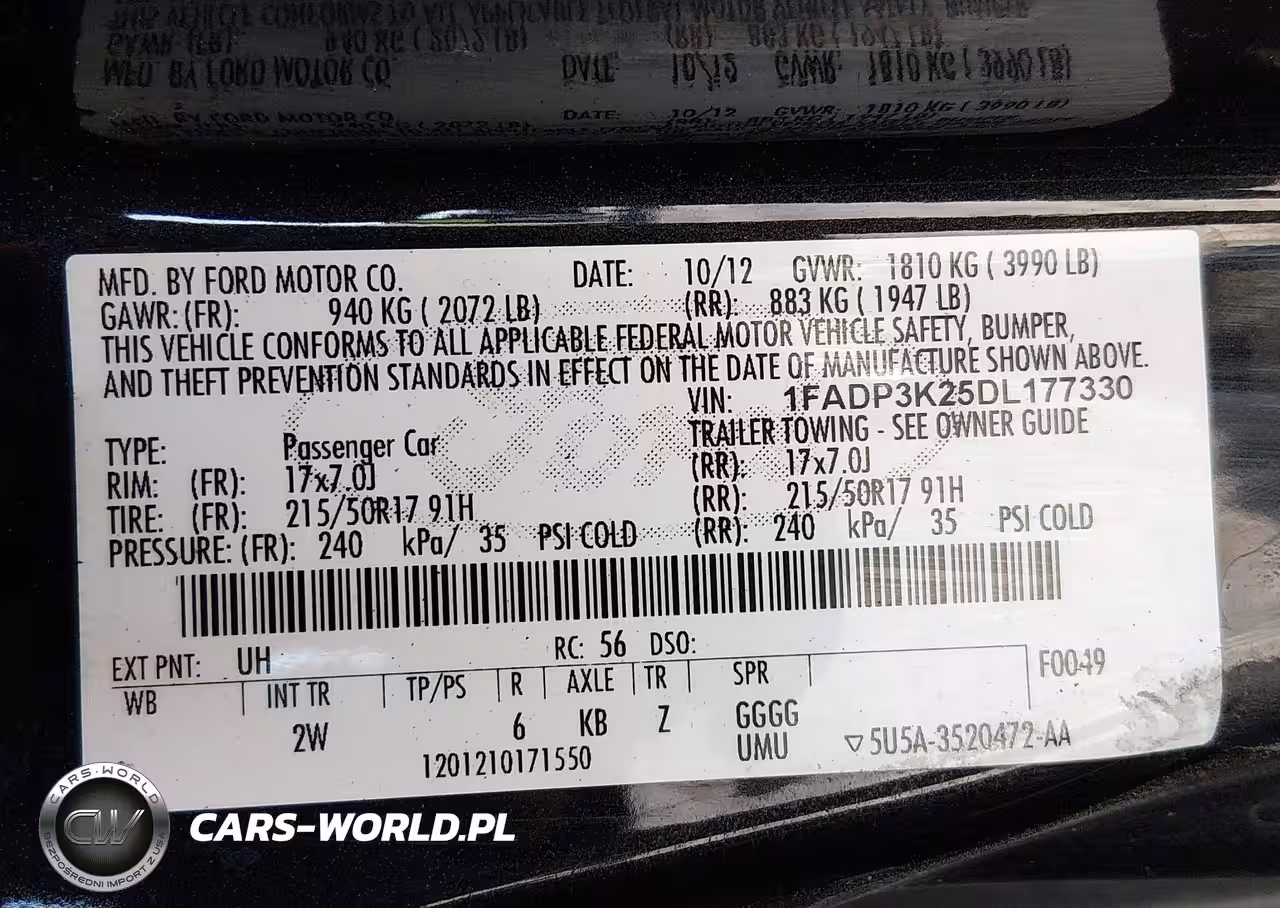 MFD. BY FORD MOTOR CO. DATE: 10/12 GVWR: 1810 KG ( 3990 LB)
GAWR: (FR): 940 KG ( 2072 LB) (RR): 883 KG ( 1947 LB)
THIS VEHICLE CONFORMS TO ALL APPLICABLE FEDERAL MOTOR VEHICLE SAFETY, BUMPER,
AND THEFT PREVENTION STANDARDS IN EFFECT ON THE DATE OF MANUFACTURE SHOWN ABOVE.
VIN: 1FADP3K25DL177330
TRAILER TOWING - SEE OWNER GUIDE
TYPE: Passenger Car
RIM: (FR): 17x7.0J (RR): 17x7.0J
TIRE: (FR): 215/50R17 91H (RR): 215/50R17 91H
PRESSURE: (FR): 240 kPa/ 35 PSI COLD (RR): 240 kPa/ 35 PSI COLD
RC: 56 DSO:
EXT PNT: UH F0049
WB INT TR TP/PS R AXLE TR SPR
2W 6 KB Z GGGG
UMU ▽5U5A-3520472-AA
1201210171550
CARS-WORLD
CW
BEZPOŚREDNI IMPORT Z USA
CARS-WORLD.PL